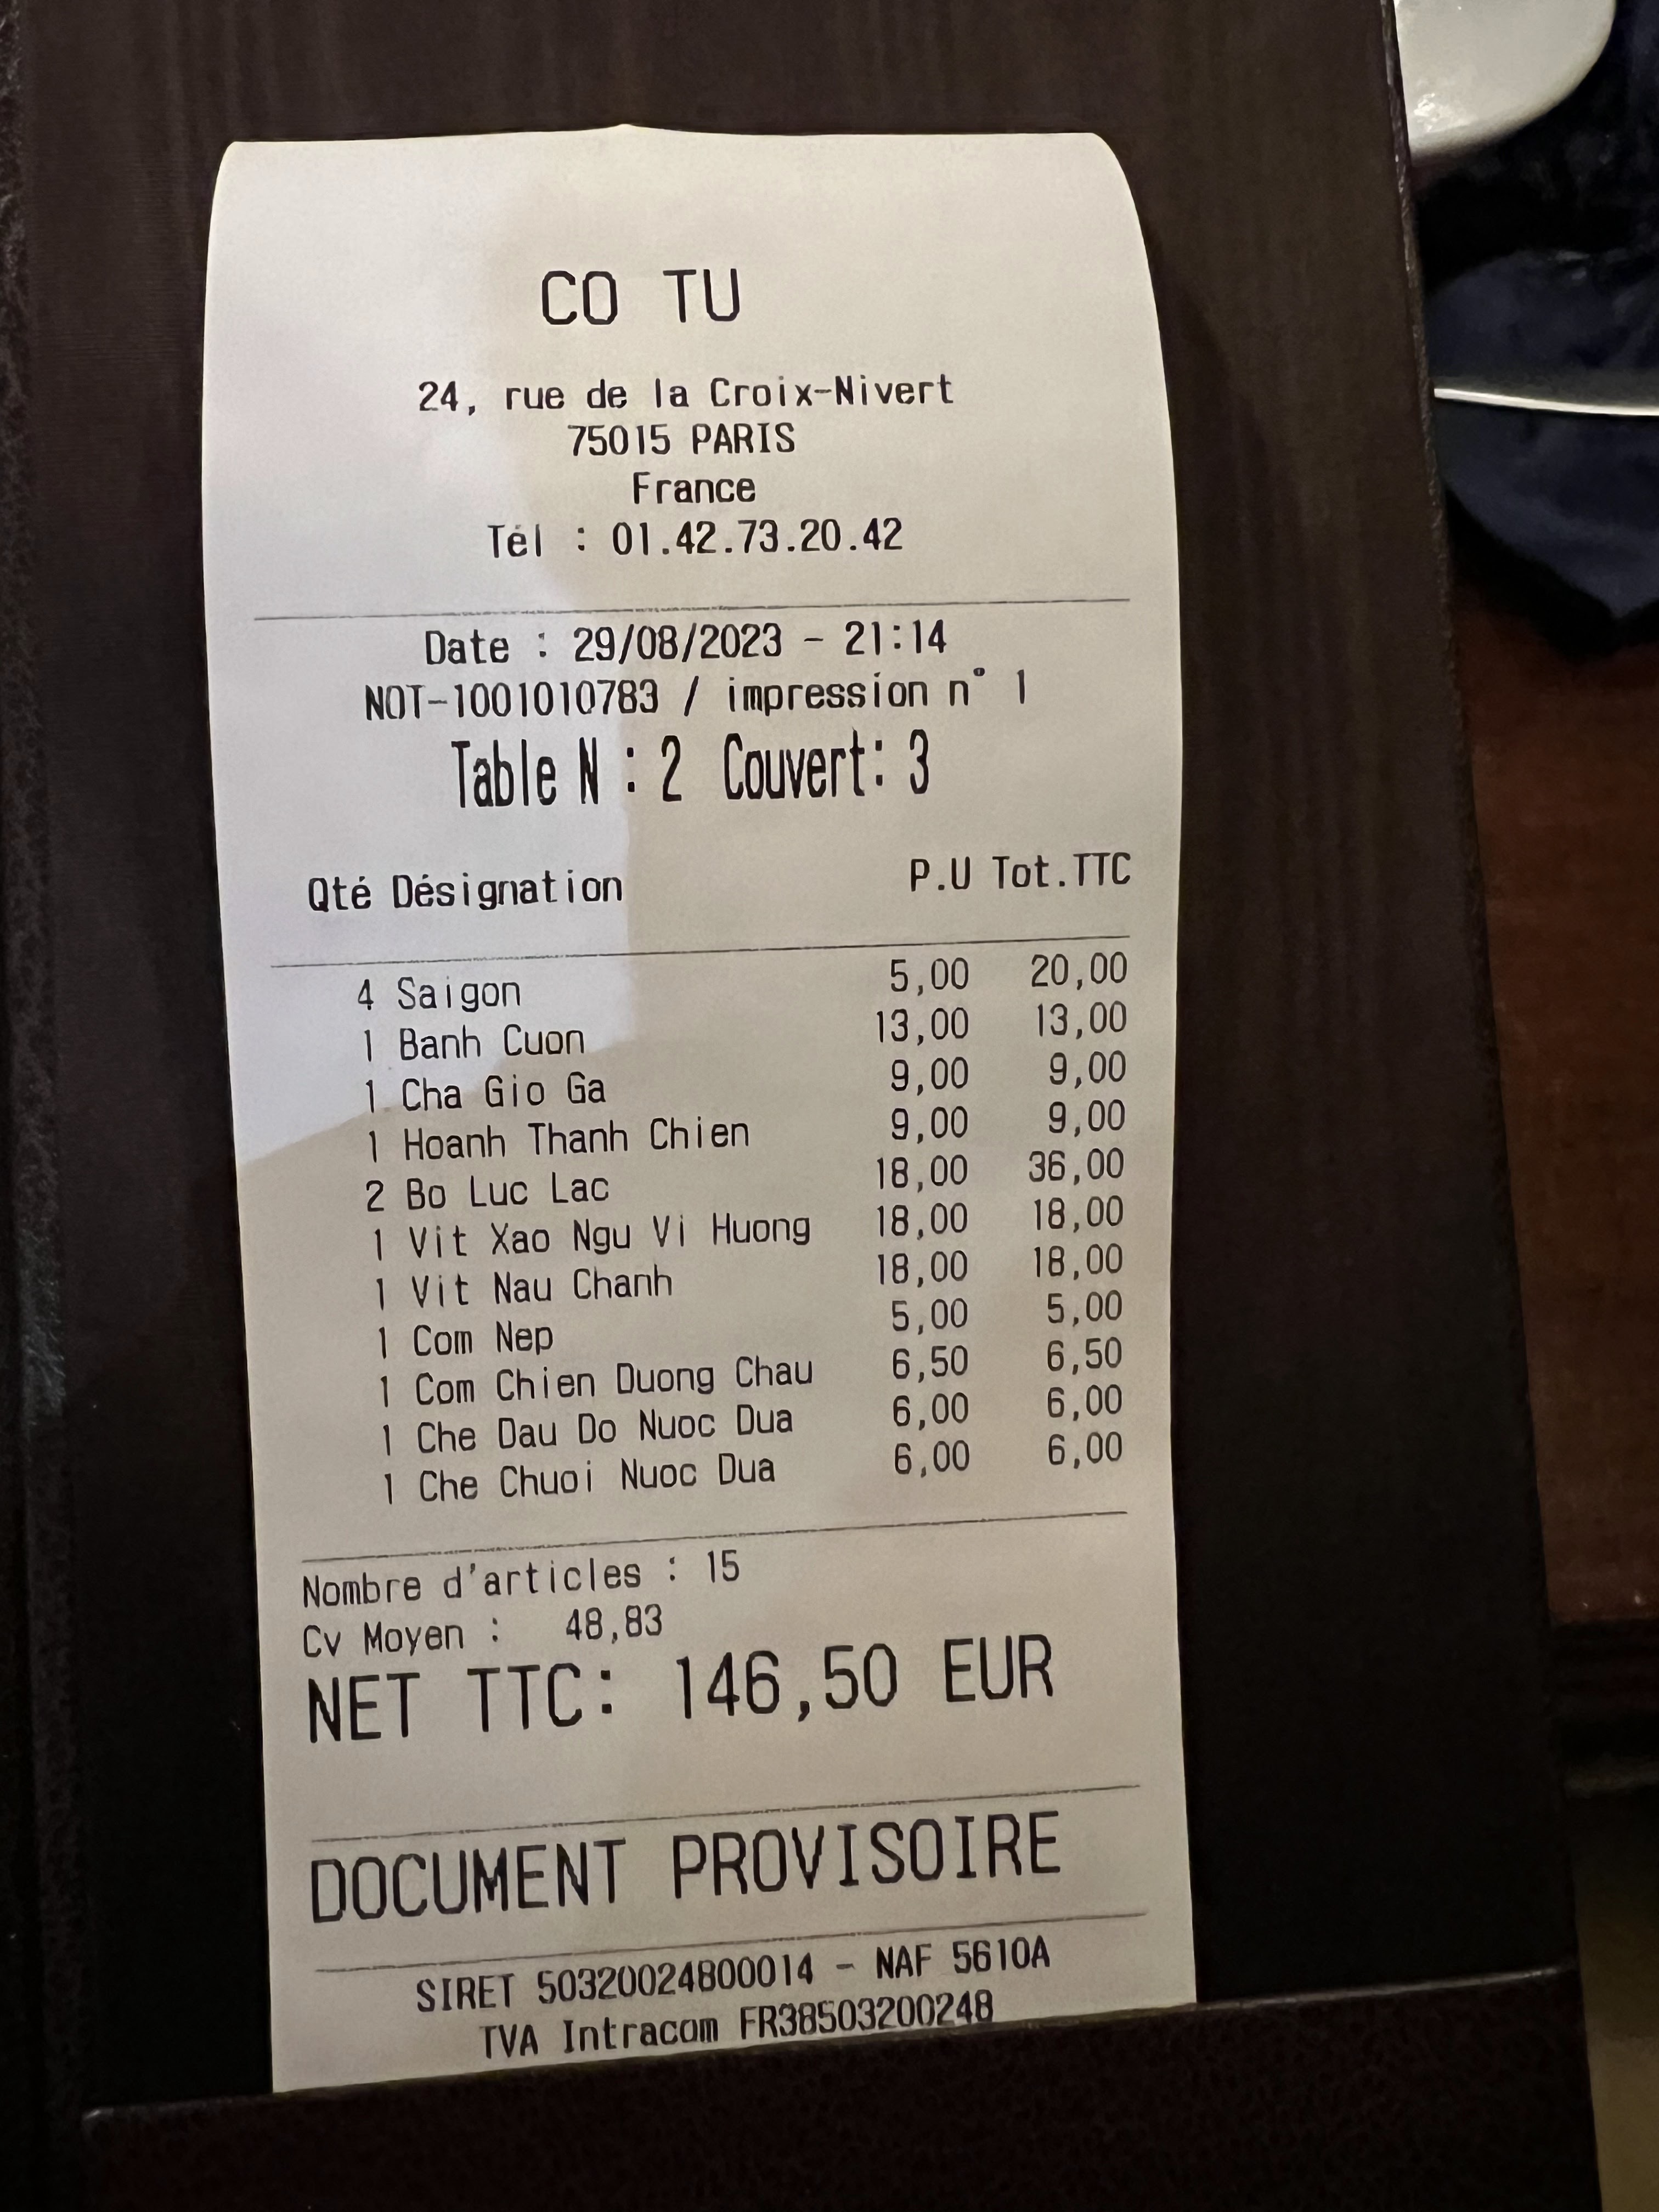 CO TU
24, rue de la Croix-Nivert
75015 PARIS
France
Tél : 01.42.73.20.42
Date : 29/08/2023 - 21:14
NOT-1001010783 / impression n° 1
Table N : 2 Couvert: 3
Qté Désignation P.U Tot.TTC
4 Saigon 5,00 20,00
1 Banh Cuon 13,00 13,00
1 Cha Gio Ga 9,00 9,00
1 Hoanh Thanh Chien 9,00 9,00
2 Bo Luc Lac 18,00 36,00
1 Vit Xao Ngu Vi Huong 18,00 18,00
1 Vit Nau Chanh 18,00 18,00
1 Com Nep 5,00 5,00
1 Com Chien Duong Chau 6,50 6,50
1 Che Dau Do Nuoc Dua 6,00 6,00
1 Che Chuoi Nuoc Dua 6,00 6,00
Nombre d'articles : 15
Cv Moyen : 48,83
NET TTC: 146,50 EUR
DOCUMENT PROVISOIRE
SIRET 50320024800014 - NAF 5610A
TVA Intracom FR38503200248